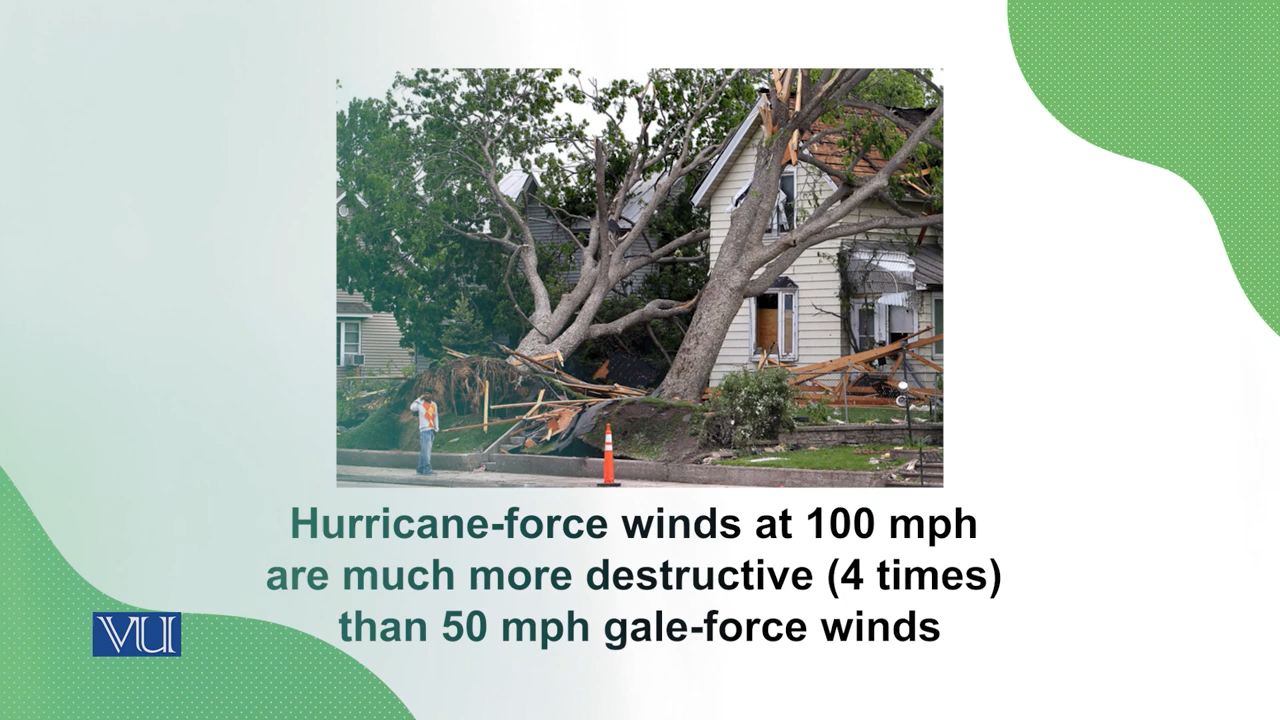 Hurricane-force winds at 100 mph
are much more destructive (4 times)
than 50 mph gale-force winds
VU